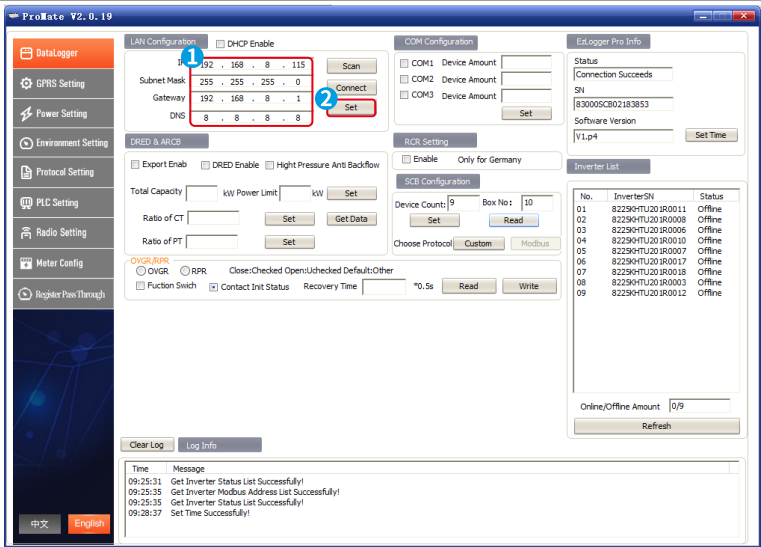 ProMate V2.0.19
DataLogger
GPRS Setting
Power Setting
Environment Setting
Protocol Setting
PLC Setting
Radio Setting
Meter Config
Register Pass Through
中文 English
LAN Configuration DHCP Enable
1
192 . 168 . 8 . 115 Scan
Subnet Mask 255 . 255 . 255 . 0 Connect
Gateway 192 . 168 . 8 . 1
2
Set
DNS 8 . 8 . 8 . 8
COM Configuration
COM1 Device Amount
COM2 Device Amount
COM3 Device Amount
Set
EzLogger Pro Info
Status
Connection Succeeds
SN
83000SCB02183853
Software Version
V1.p4 Set Time
DRED & ARCB
Export Enab DRED Enable Hight Pressure Anti Backflow
Total Capacity kW Power Limit kW Set
Ratio of CT Set Get Data
Ratio of PT Set
RCR Setting
Enable Only for Germany
SCB Configuration
Device Count: 9 Box No: 10
Set Read
Choose Protocol Custom Modbus
OVGR/RPR
OVGR RPR Close:Checked Open:Uchecked Default:Other
Fuction Swich Contact Init Status Recovery Time *0.5s Read Write
Inverter List
No. InverterSN Status
01 8225KHTU201R0011 Offline
02 8225KHTU201R0008 Offline
03 8225KHTU201R0006 Offline
04 8225KHTU201R0010 Offline
05 8225KHTU201R0007 Offline
06 8225KHTU201R0017 Offline
07 8225KHTU201R0018 Offline
08 8225KHTU201R0003 Offline
09 8225KHTU201R0012 Offline
Online/Offline Amount 0/9
Refresh
Clear Log Log Info
Time Message
09:25:31 Get Inverter Status List Successfully!
09:25:35 Get Inverter Modbus Address List Successfully!
09:25:35 Get Inverter Status List Successfully!
09:28:37 Set Time Successfully!